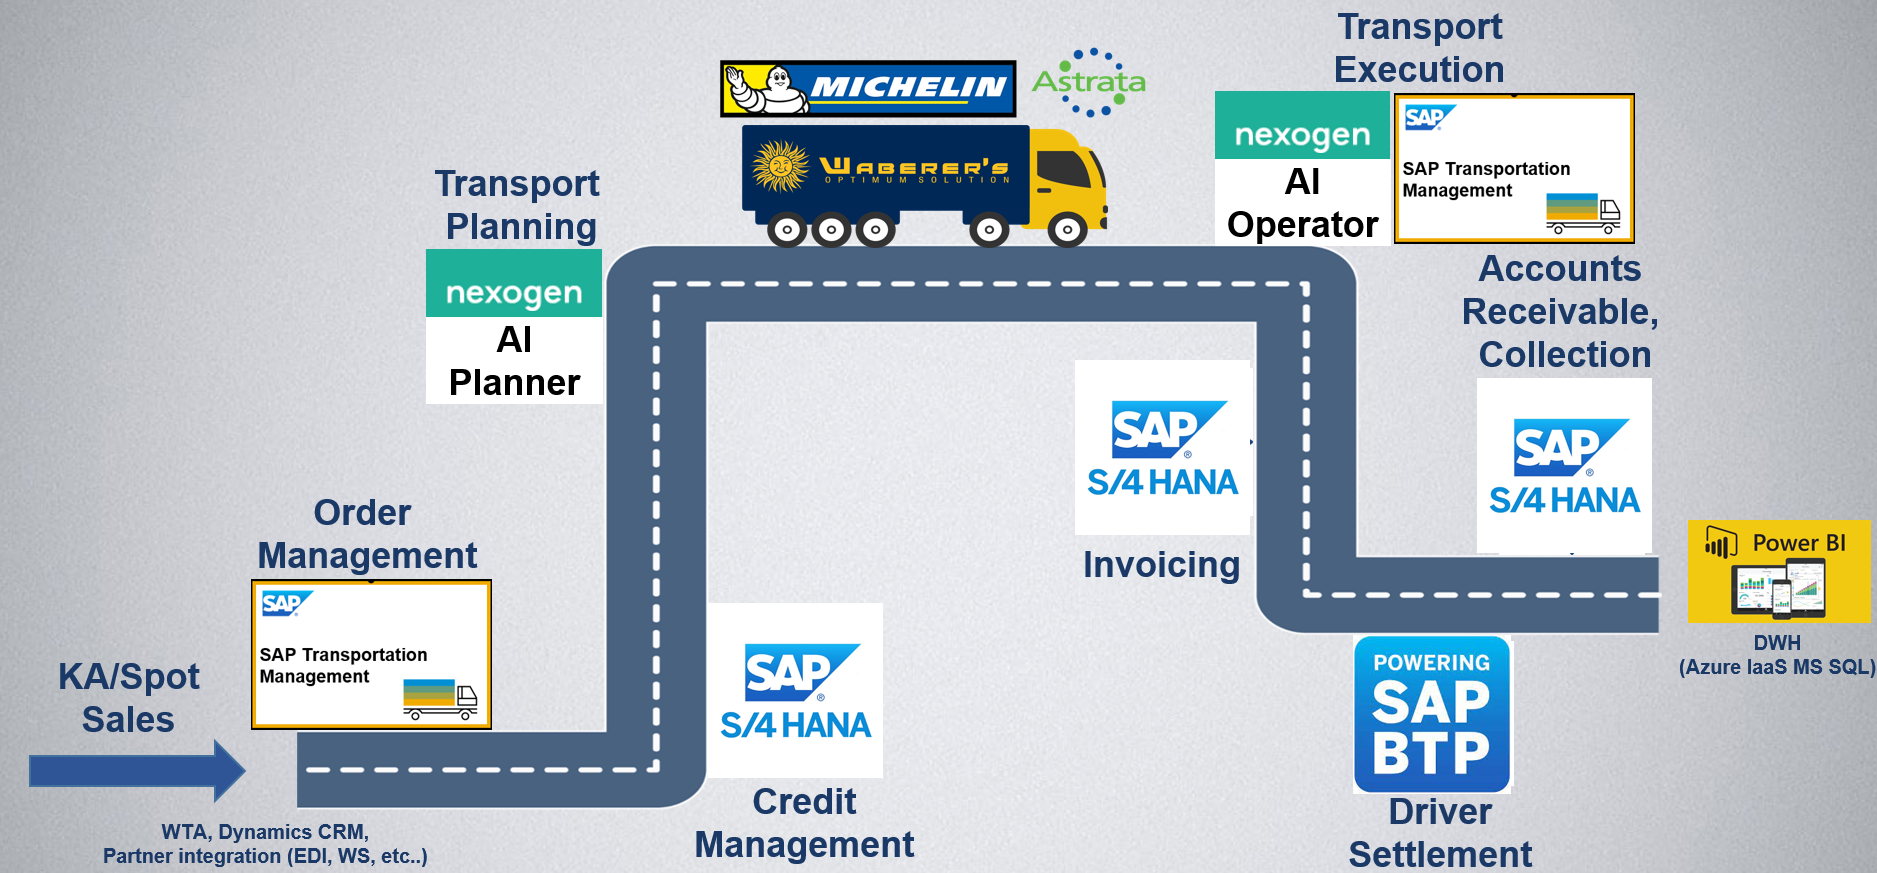 KA/Spot
Sales
WTA, Dynamics CRM,
Partner integration (EDI, WS, etc..)
Order
Management
SAP
SAP Transportation
Management
SAP®
S/4 HANA
Credit
Management
Transport
Planning
nexogen
AI
Planner
MICHELIN
Astrata
WABERER'S
OPTIMUM SOLUTION
Transport
Execution
nexogen
AI
Operator
SAP
SAP Transportation
Management
SAP®
S/4 HANA
Invoicing
Accounts
Receivable,
Collection
SAP®
S/4 HANA
POWERING
SAP
BTP
Driver
Settlement
Power BI
DWH
(Azure IaaS MS SQL)